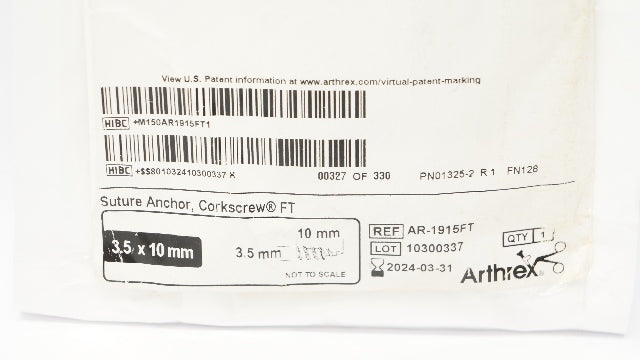 View U.S. Patent information at www.arthrex.com/virtual-patent-marking
HIBC +M150AR1915FT1
HIBC +$$801032410300337 K 00327 OF 330 PN01325-2 R 1 FN128
Suture Anchor, Corkscrew® FT
3.5 x 10 mm
10 mm
3.5 mm
NOT TO SCALE
REF AR-1915FT
LOT 10300337
2024-03-31
QTY 1
Arthrex®